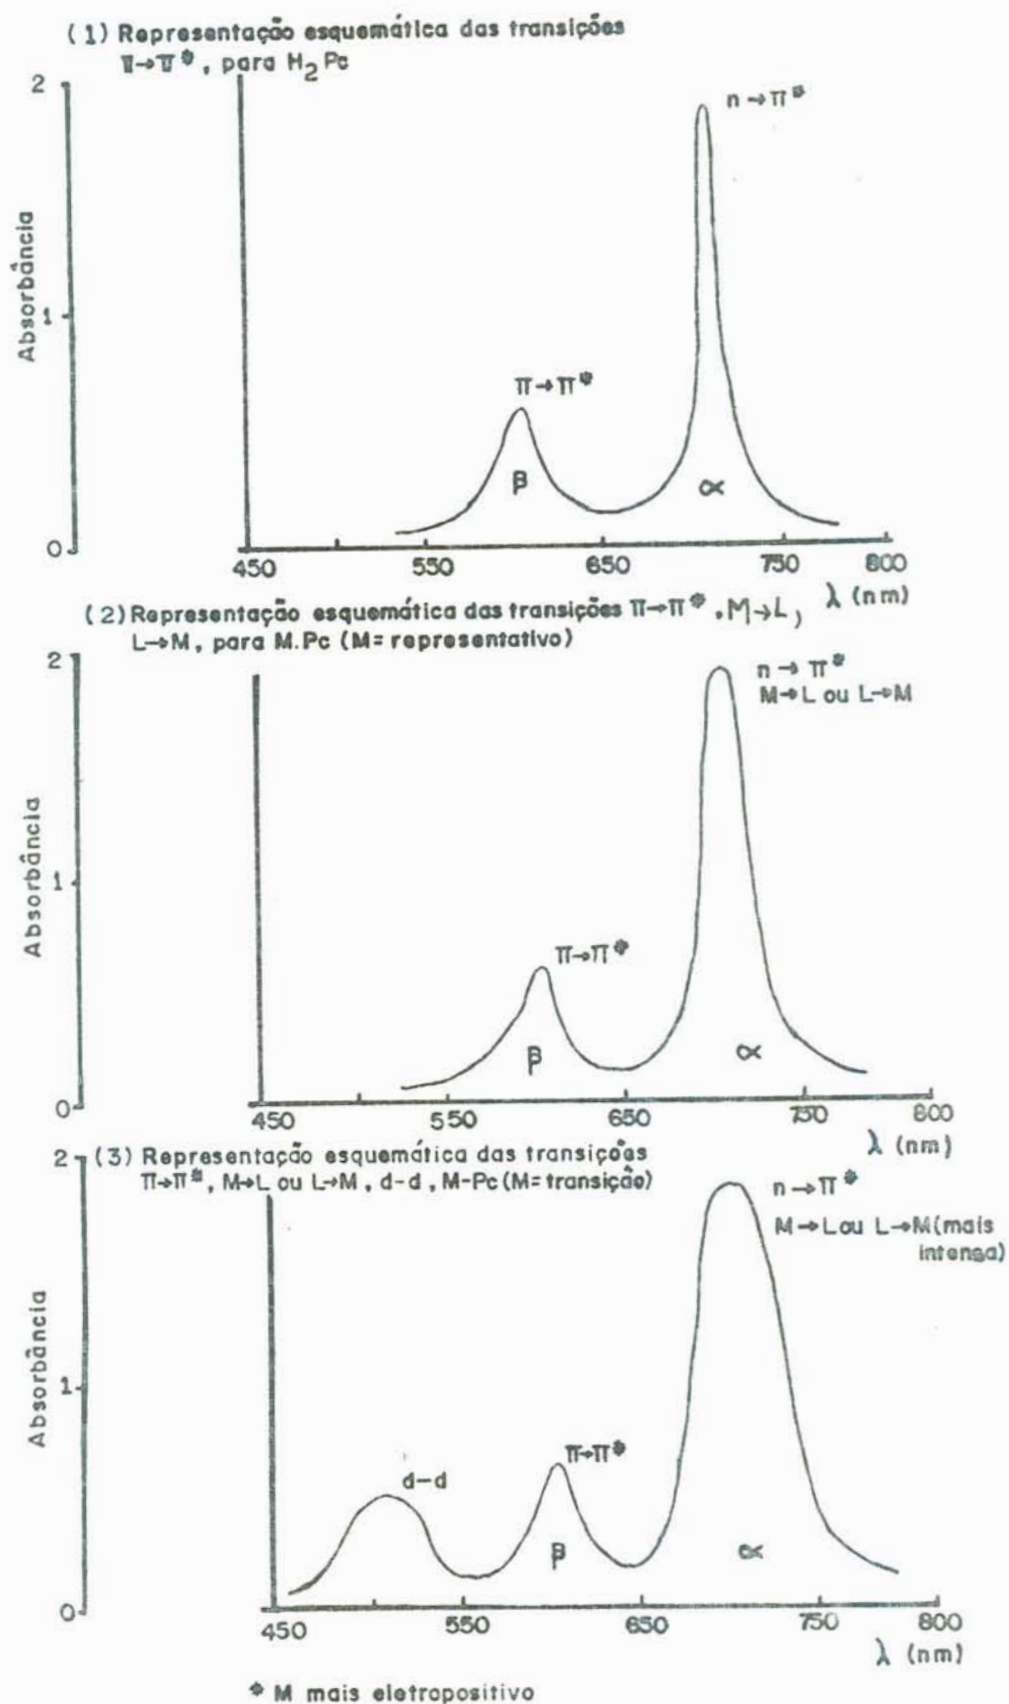 (1) Representação esquemática das transições
π→π*, para H₂Pc
2
n→π*
Absorbância
1
π→π*
β
α
0
450
550
650
750
800
λ (nm)
(2) Representação esquemática das transições π→π*, M→L,
L→M, para M.Pc (M= representativo)
2
n→π*
M→L ou L→M
Absorbância
1
π→π*
β
α
0
450
550
650
750
800
λ (nm)
(3) Representação esquemática das transições
π→π*, M→L ou L→M, d-d, M-Pc (M= transição)
2
n→π*
M→L ou L→M (mais
intensa)
Absorbância
1
π→π*
d-d
β
α
0
450
550
650
750
800
λ (nm)
* M mais eletropositivo